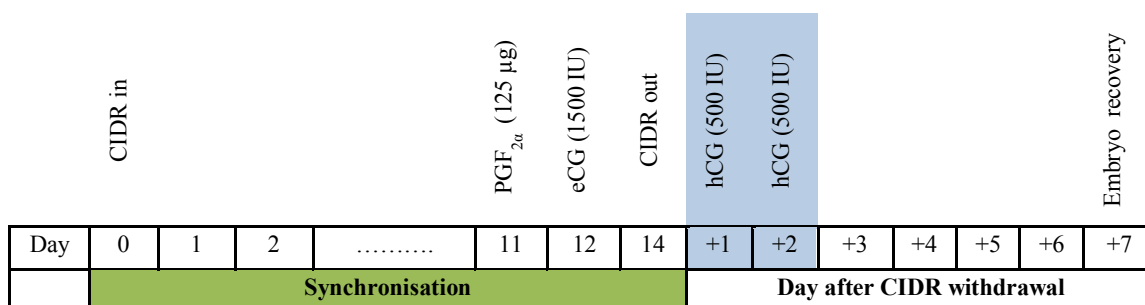 CIDR in
PGF2α (125 µg)
eCG (1500 IU)
CIDR out
hCG (500 IU)
hCG (500 IU)
Embryo recovery
Day 0 1 2 ………. 11 12 14 +1 +2 +3 +4 +5 +6 +7
Synchronisation Day after CIDR withdrawal